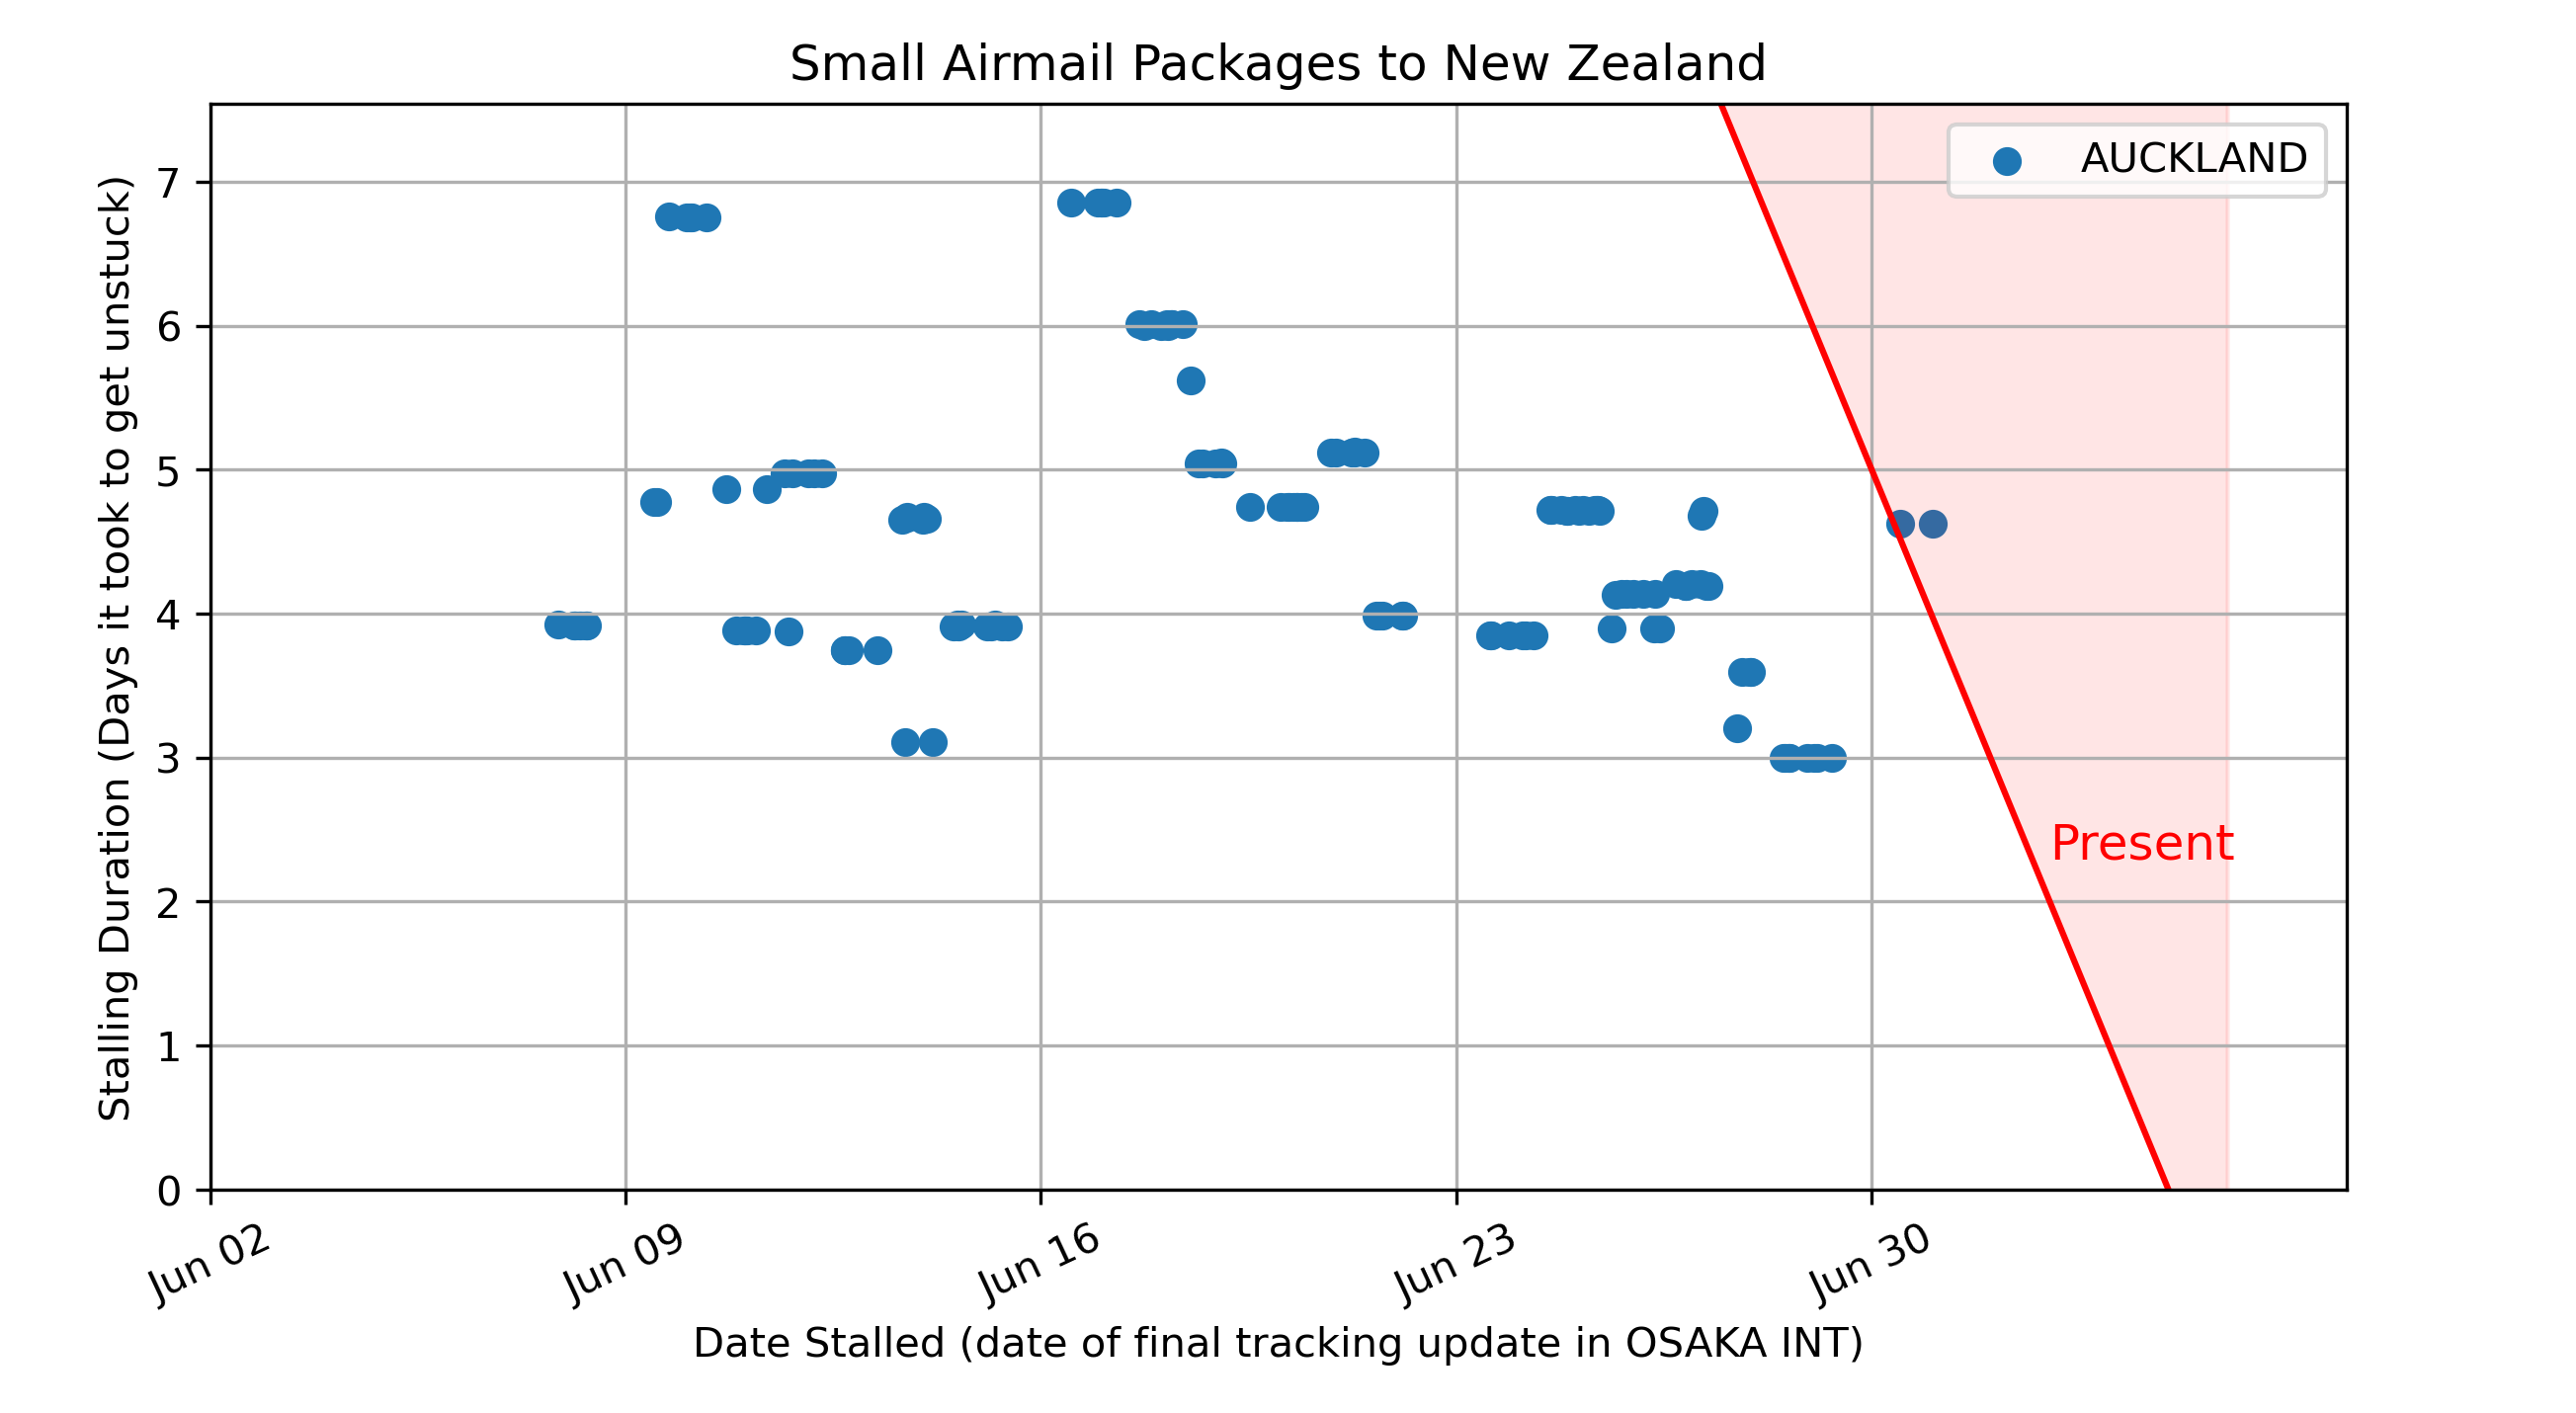 Small Airmail Packages to New Zealand
AUCKLAND
Stalling Duration (Days it took to get unstuck)
7
6
5
4
3
2
1
0
Present
Jun 02
Jun 09
Jun 16
Jun 23
Jun 30
Date Stalled (date of final tracking update in OSAKA INT)